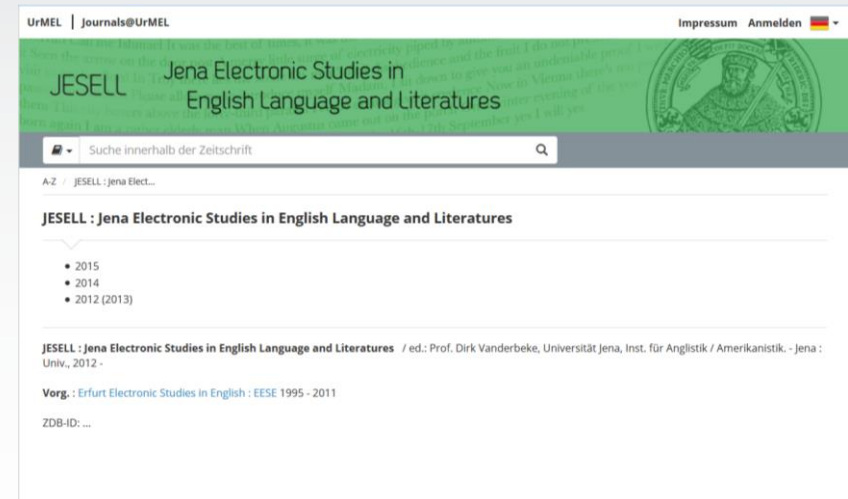 UrMEL | Journals@UrMEL
Impressum Anmelden
JESELL
Jena Electronic Studies in
English Language and Literatures
Suche innerhalb der Zeitschrift
A-Z / JESELL : Jena Elect...
JESELL : Jena Electronic Studies in English Language and Literatures
• 2015
• 2014
• 2012 (2013)
JESELL : Jena Electronic Studies in English Language and Literatures / ed.: Prof. Dirk Vanderbeke, Universität Jena, Inst. für Anglistik / Amerikanistik. - Jena :
Univ., 2012 -
Vorg. : Erfurt Electronic Studies in English : EESE 1995 - 2011
ZDB-ID: ...